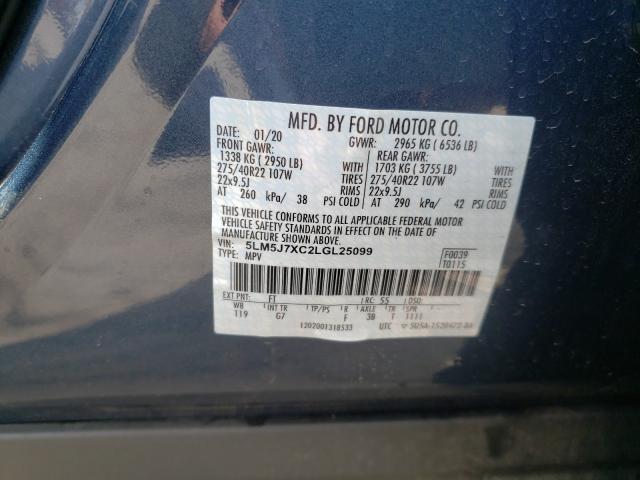 MFD. BY FORD MOTOR CO.
DATE: 01/20 GVWR: 2965 KG ( 6536 LB)
FRONT GAWR: REAR GAWR:
1338 KG ( 2950 LB) WITH 1703 KG ( 3755 LB) WITH
275/40R22 107W TIRES 275/40R22 107W TIRES
22x9.5J RIMS 22x9.5J RIMS
AT 260 kPa/ 38 PSI COLD AT 290 kPa/ 42 PSI COLD
THIS VEHICLE CONFORMS TO ALL APPLICABLE FEDERAL MOTOR
VEHICLE SAFETY STANDARDS IN EFFECT ON THE DATE OF
MANUFACTURE SHOWN ABOVE.
VIN: 5LM5J7XC2LGL25099 F0039
TYPE: MPV T0115
EXT PNT: FT RC: 55 DSO:
WB INT TR TP/PS R AXLE TR SPR
119 G7 F 3B T 1111
1202001318533 UTC